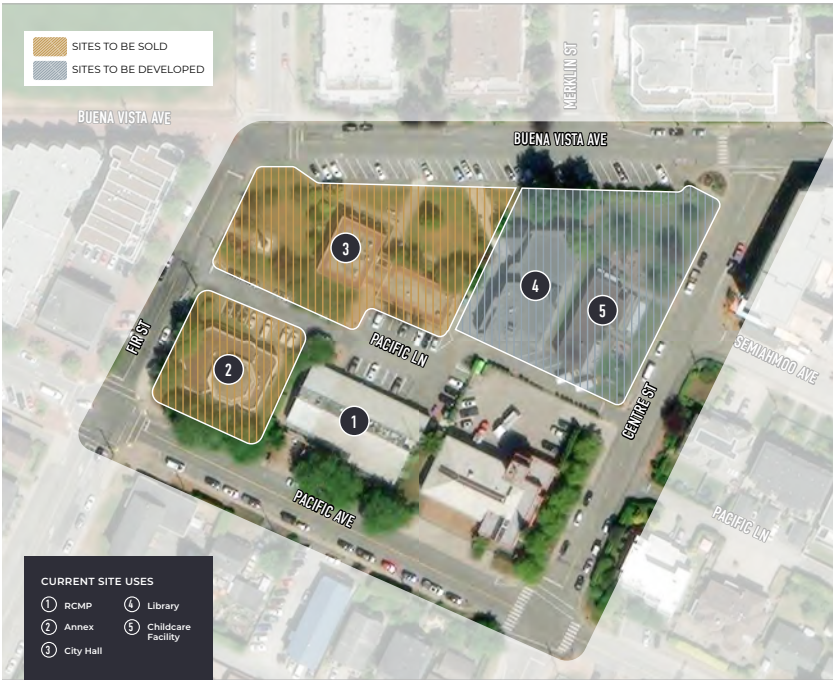 SITES TO BE SOLD
SITES TO BE DEVELOPED
MERKLIN ST
BUENA VISTA AVE
BUENA VISTA AVE
3
4
5
FIR ST
PACIFIC LN
SEMIAHMOO AVE
2
1
CENTRE ST
PACIFIC AVE
PACIFIC LN
CURRENT SITE USES
1 RCMP
2 Annex
3 City Hall
4 Library
5 Childcare
Facility